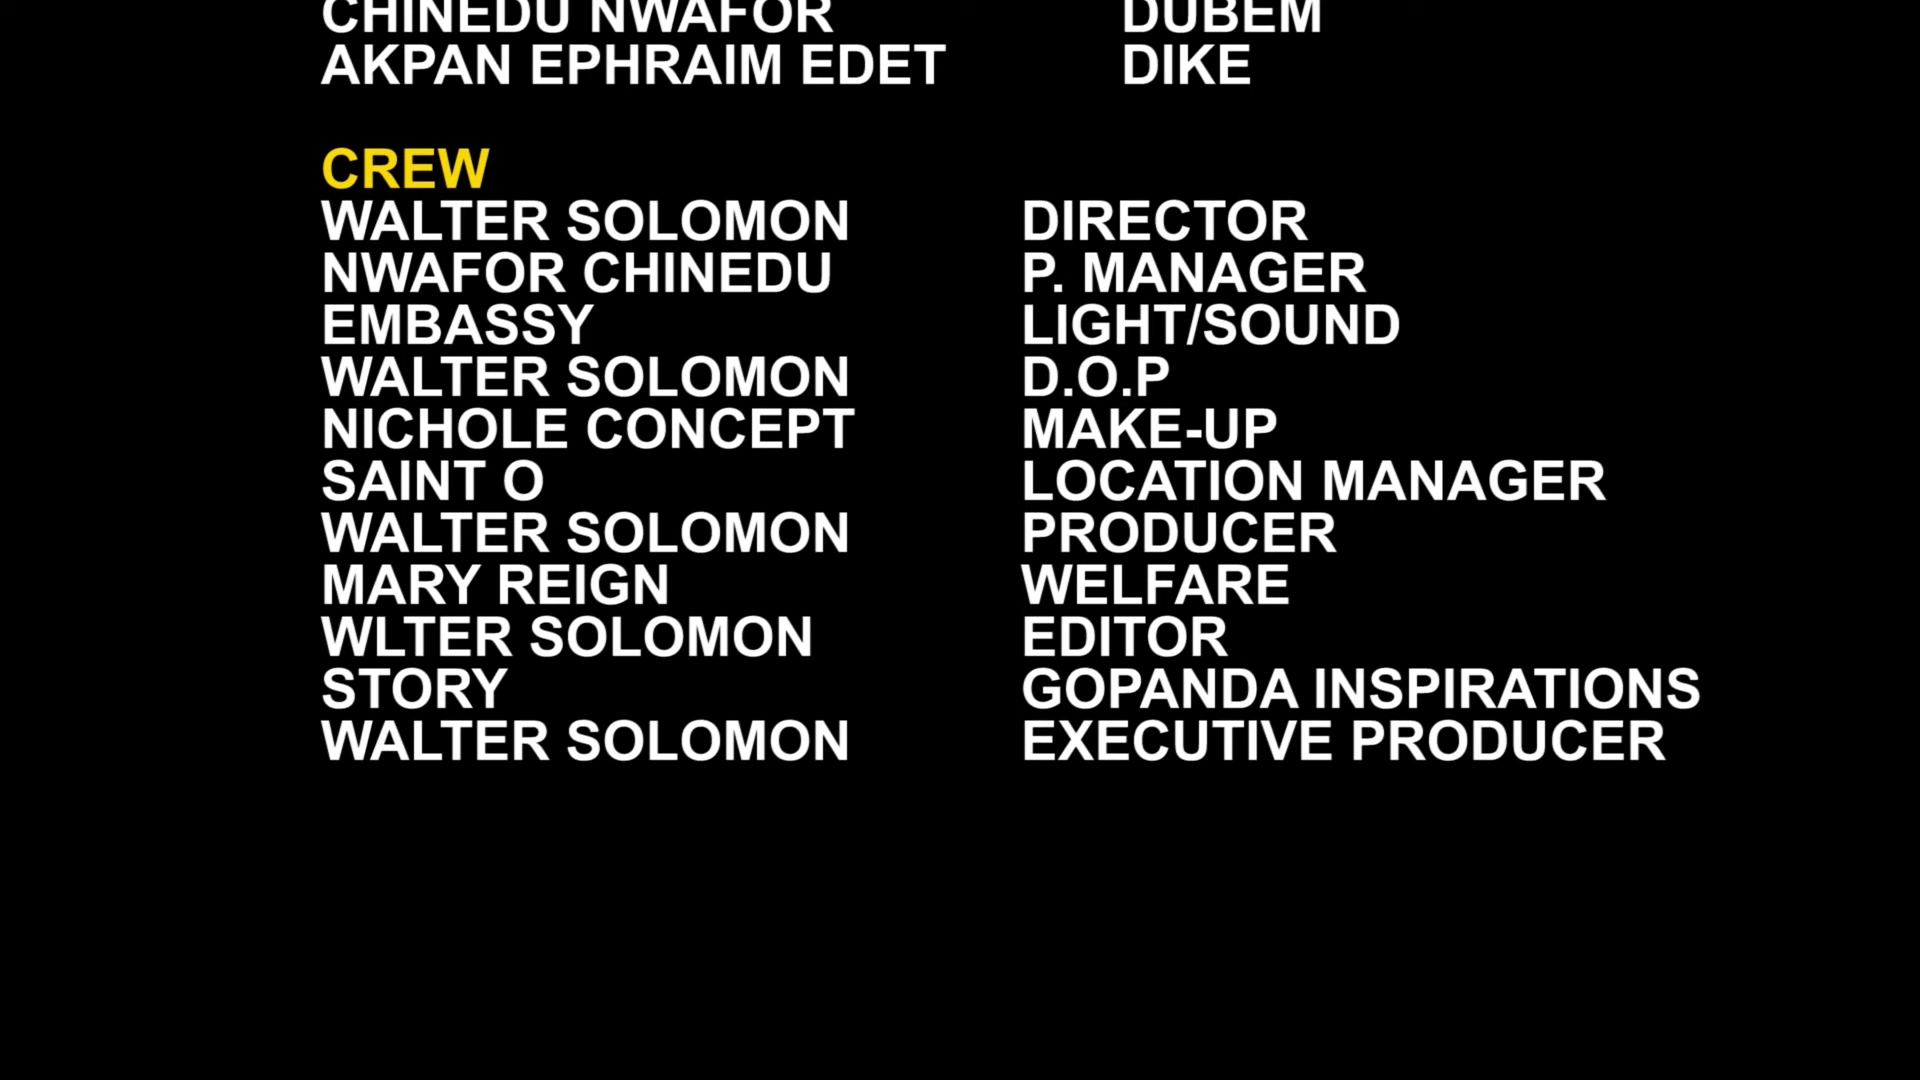 CHINEDU NWAFOR DUBEM
AKPAN EPHRAIM EDET DIKE
CREW
WALTER SOLOMON DIRECTOR
NWAFOR CHINEDU P. MANAGER
EMBASSY LIGHT/SOUND
WALTER SOLOMON D.O.P
NICHOLE CONCEPT MAKE-UP
SAINT O LOCATION MANAGER
WALTER SOLOMON PRODUCER
MARY REIGN WELFARE
WLTER SOLOMON EDITOR
STORY GOPANDA INSPIRATIONS
WALTER SOLOMON EXECUTIVE PRODUCER